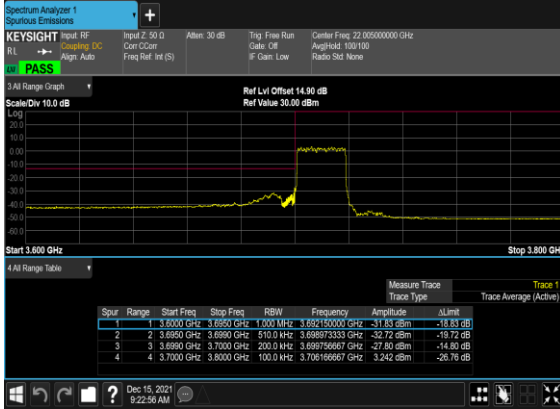 Spectrum Analyzer 1
Spurious Emissions
+
KEYSIGHT Input: RF Input Z: 50 Ω Atten: 30 dB Trig: Free Run Center Freq: 22.005000000 GHz
RL Coupling: DC Corr CCorr Gate: Off Avg|Hold: 100/100
Align: Auto Freq Ref: Int (S) IF Gain: Low Radio Std: None
PASS
3 All Range Graph
Ref Lvl Offset 14.90 dB
Scale/Div 10.0 dB Ref Value 30.00 dBm
Log
20.0
10.0
0.00
-10.0
-20.0
-30.0
-40.0
-50.0
-60.0
Start 3.600 GHz Stop 3.800 GH
4 All Range Table
Measure Trace Trace 1
Trace Type Trace Average (Active)
Spur Range Start Freq Stop Freq RBW Frequency Amplitude ΔLimit
1 1 3.6000 GHz 3.6950 GHz 1.000 MHz 3.692150000 GHz -31.83 dBm -18.83 dB
2 2 3.6950 GHz 3.6990 GHz 510.0 kHz 3.698973333 GHz -32.72 dBm -19.72 dB
3 3 3.6990 GHz 3.7000 GHz 200.0 kHz 3.699756667 GHz -27.80 dBm -14.80 dB
4 4 3.7000 GHz 3.8000 GHz 100.0 kHz 3.706166667 GHz 3.242 dBm -26.76 dB
? Dec 15, 2021
9:22:56 AM